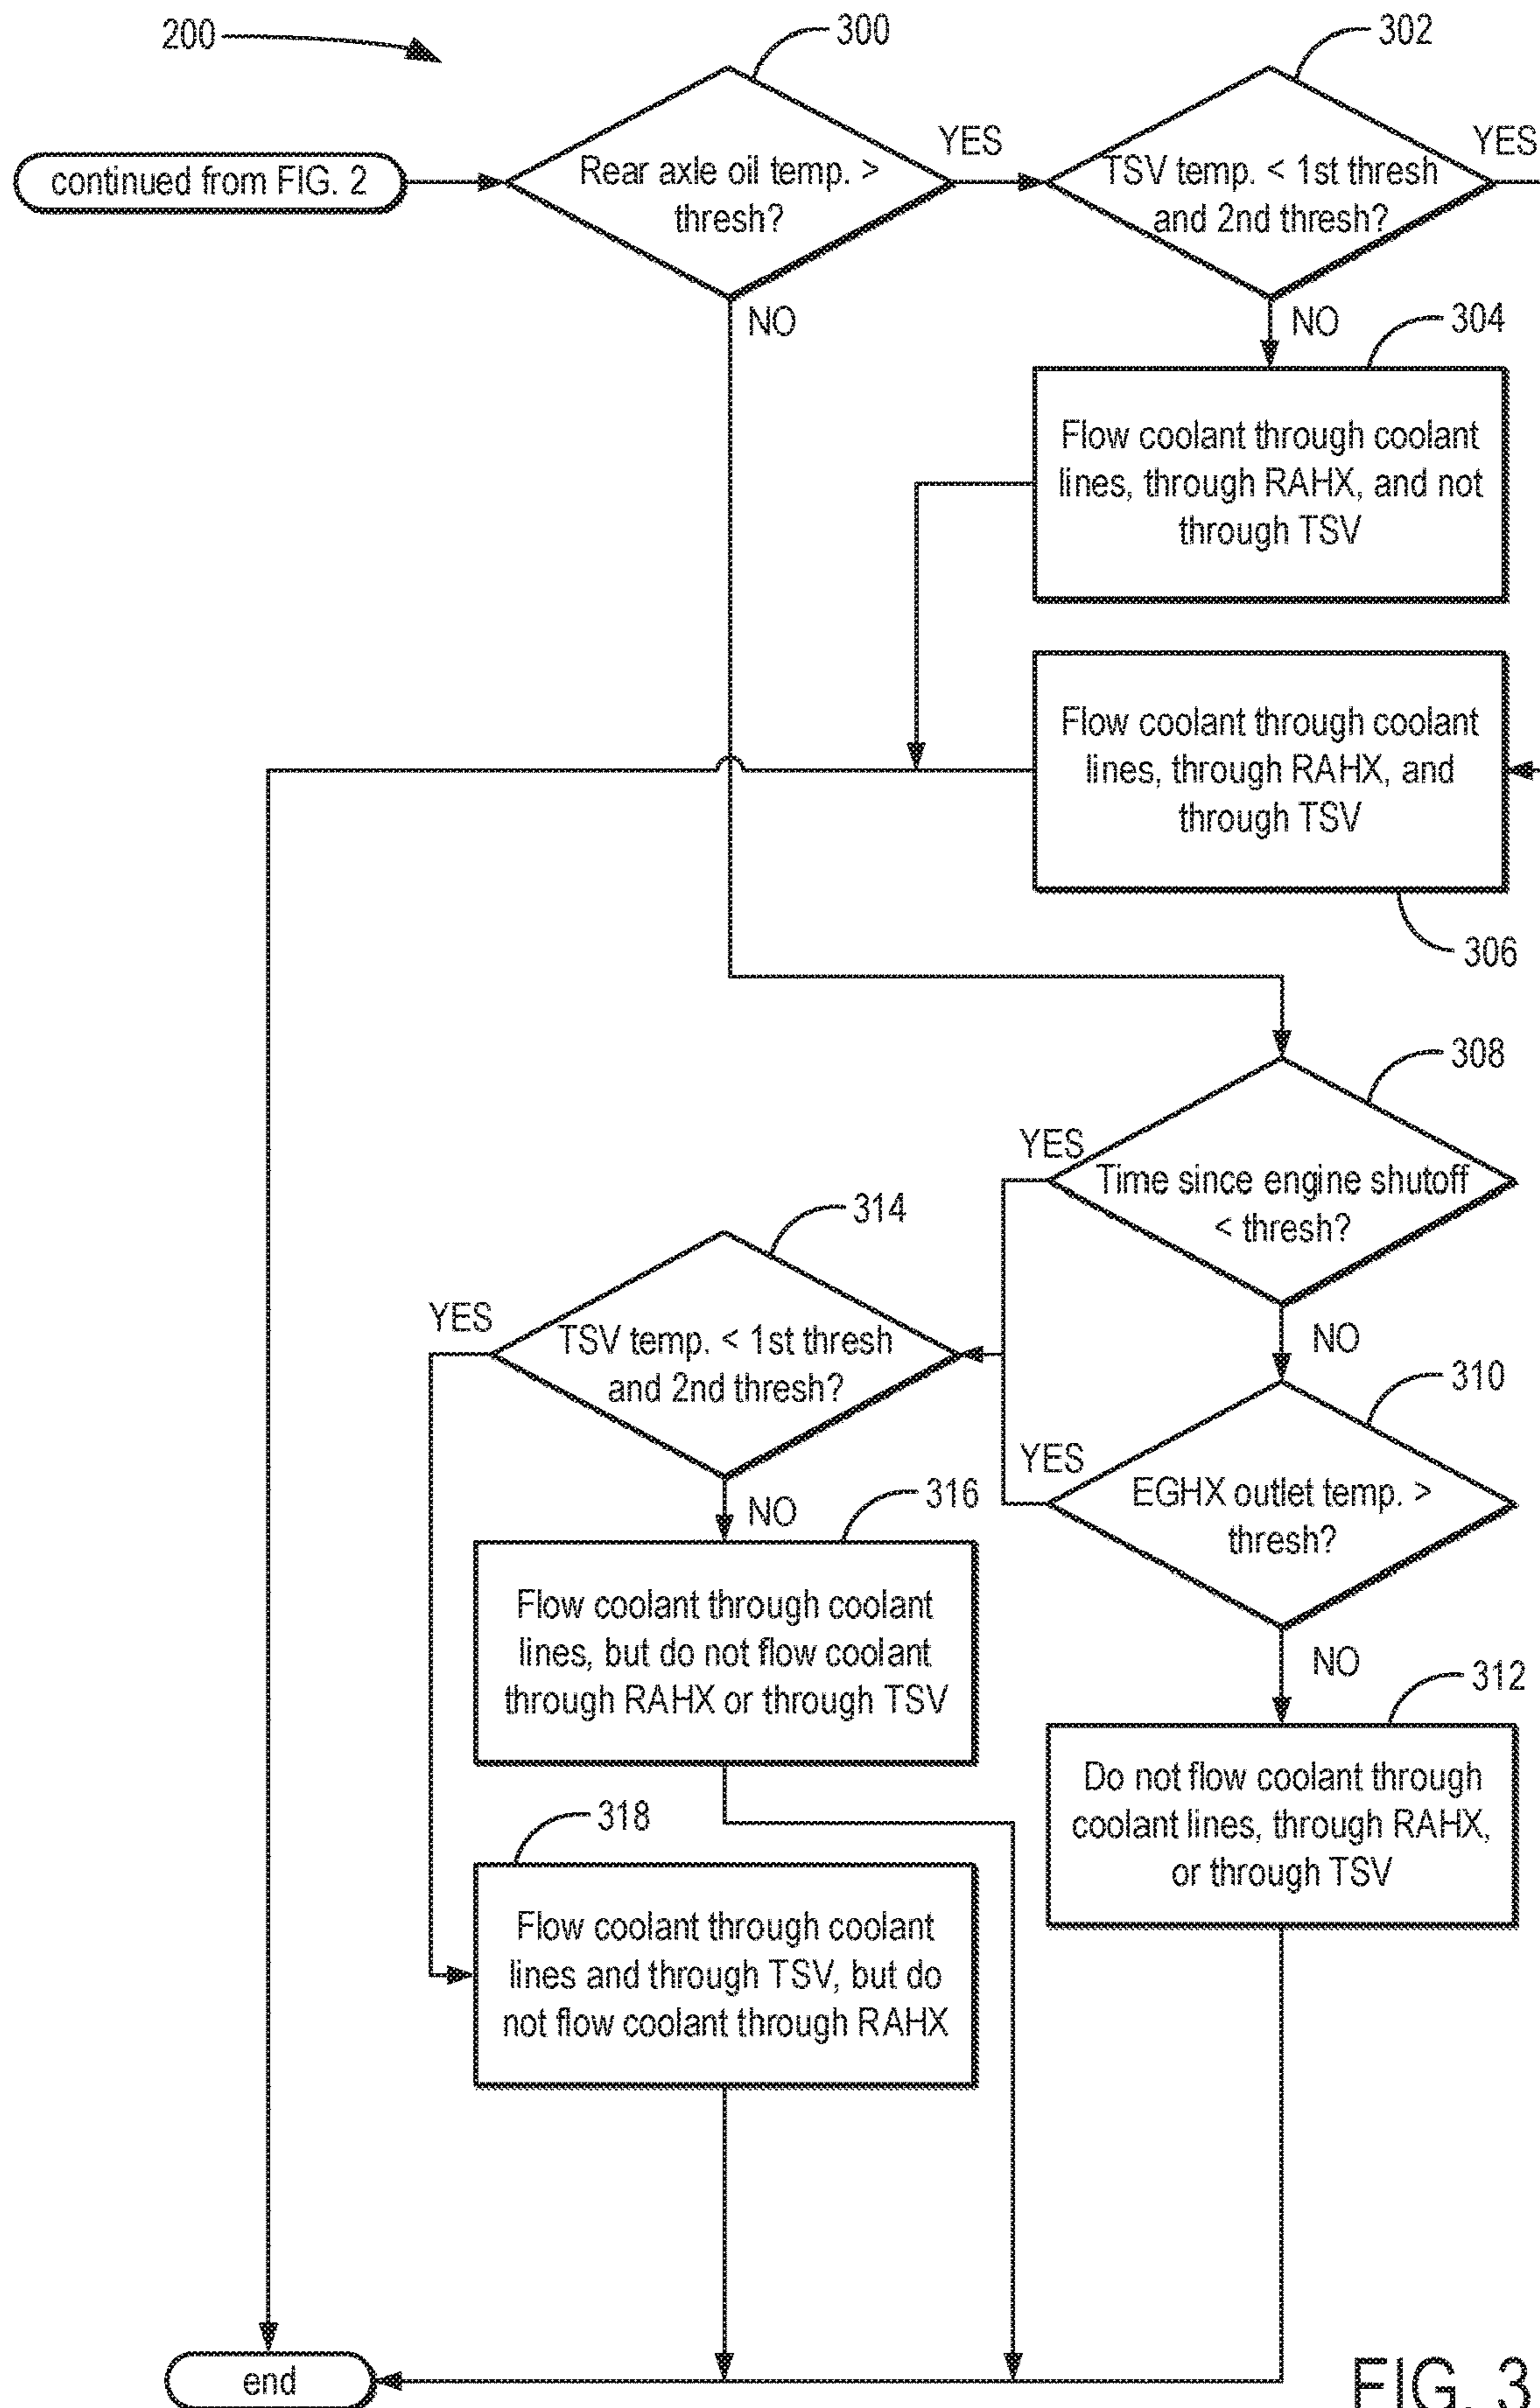 200
300
302
continued from FIG. 2
Rear axle oil temp. >
thresh?
YES
TSV temp. < 1st thresh
and 2nd thresh?
YES
NO
NO
304
Flow coolant through coolant
lines, through RAHX, and not
through TSV
Flow coolant through coolant
lines, through RAHX, and
through TSV
306
308
YES
Time since engine shutoff
< thresh?
314
YES
TSV temp. < 1st thresh
and 2nd thresh?
NO
310
YES
EGHX outlet temp. >
thresh?
NO
316
Flow coolant through coolant
lines, but do not flow coolant
through RAHX or through TSV
NO
312
Do not flow coolant through
coolant lines, through RAHX,
or through TSV
318
Flow coolant through coolant
lines and through TSV, but do
not flow coolant through RAHX
end
FIG. 3